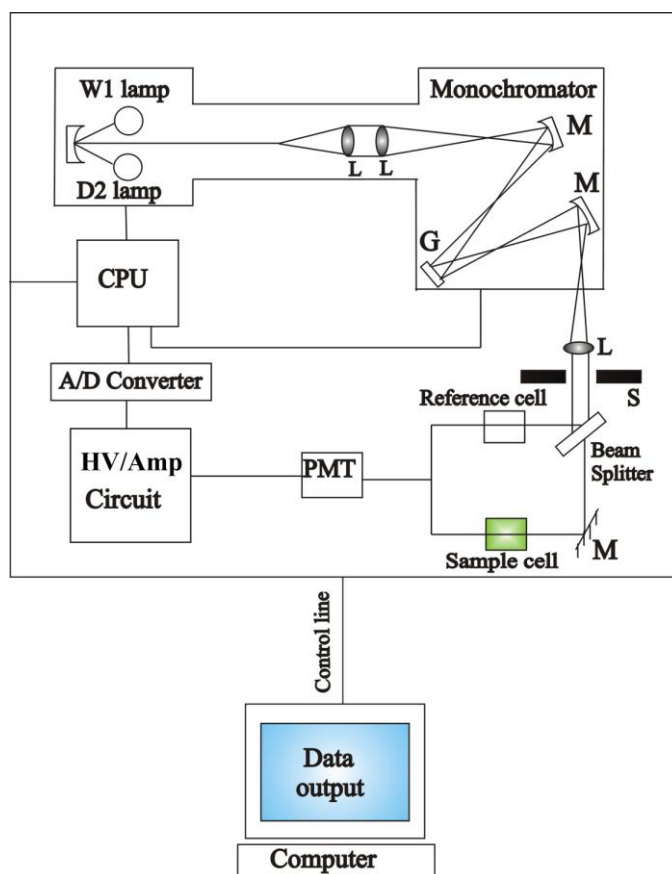 W1 lamp
Monochromator
M
L
L
D2 lamp
M
G
CPU
L
A/D Converter
S
Reference cell
HV/Amp
Circuit
PMT
Beam
Splitter
Sample cell
M
Control line
Data
output
Computer